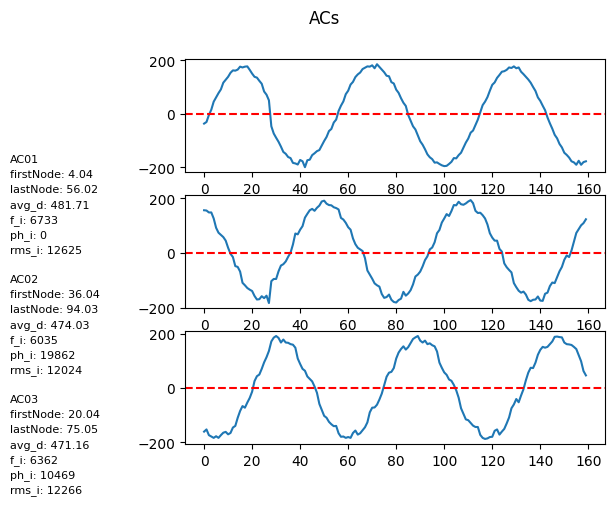 ACs
200
0
−200
0 20 40 60 80 100 120 140 160
200
0
−200
0 20 40 60 80 100 120 140 160
200
0
−200
0 20 40 60 80 100 120 140 160
AC01
firstNode: 4.04
lastNode: 56.02
avg_d: 481.71
f_i: 6733
ph_i: 0
rms_i: 12625
AC02
firstNode: 36.04
lastNode: 94.03
avg_d: 474.03
f_i: 6035
ph_i: 19862
rms_i: 12024
AC03
firstNode: 20.04
lastNode: 75.05
avg_d: 471.16
f_i: 6362
ph_i: 10469
rms_i: 12266